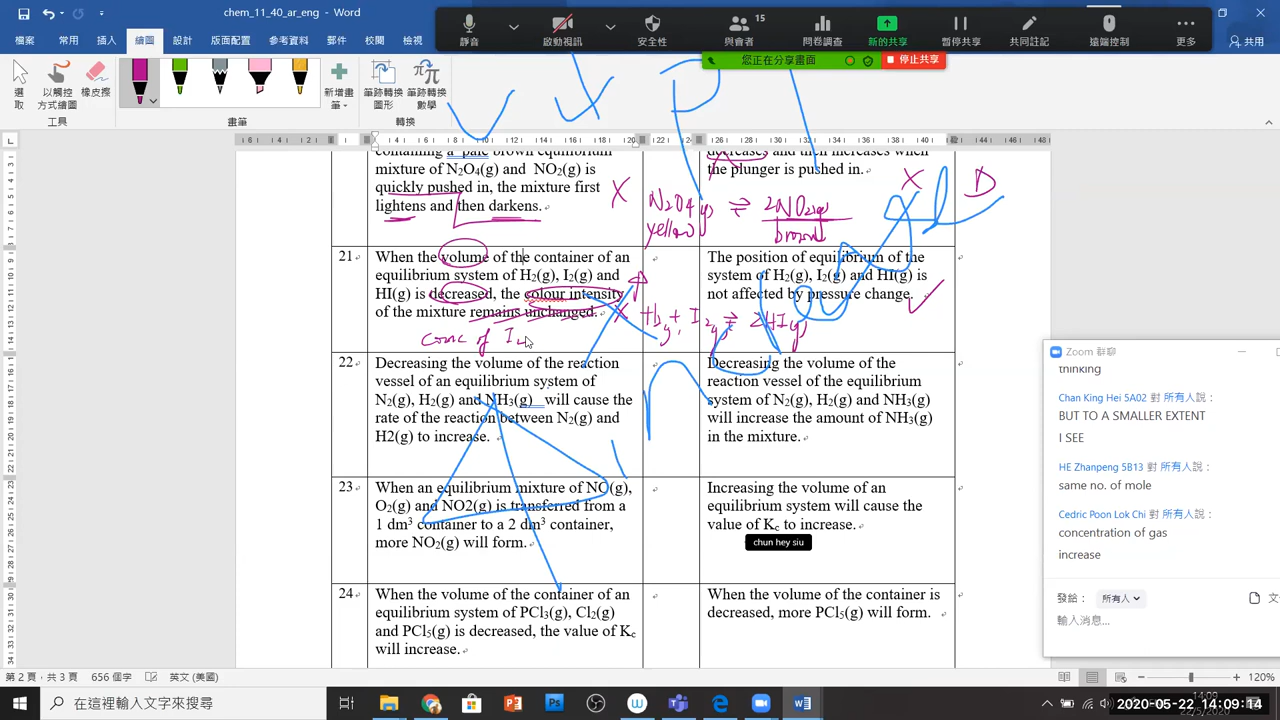 chem_11_40_ar_eng - Word
靜音
啟動視訊
安全性
15
與會者
問卷調查
新的共享
暫停共享
共同註記
遠端控制
更多
檔案
常用
插入
繪圖
設計
版面配置
參考資料
郵件
校閱
檢視
共用
您正在分享畫面
停止共享
選取
以觸控方式繪圖
橡皮擦
新增畫筆
筆跡轉換圖形
筆跡轉換數學
工具
畫筆
轉換
containing a pale brown equilibrium
mixture of N2O4(g) and NO2(g) is
quickly pushed in, the mixture first
lightens and then darkens.
X
decreases and then increases when
the plunger is pushed in.
X
D
N2O4(g) ⇌ 2NO2(g)
yellow brown
21
When the volume of the container of an
equilibrium system of H2(g), I2(g) and
HI(g) is decreased, the colour intensity
of the mixture remains unchanged.
conc of I2
X
H2g + I2g ⇌ 2HIg
The position of equilibrium of the
system of H2(g), I2(g) and HI(g) is
not affected by pressure change.
22
Decreasing the volume of the reaction
vessel of an equilibrium system of
N2(g), H2(g) and NH3(g) will cause the
rate of the reaction between N2(g) and
H2(g) to increase.
Decreasing the volume of the
reaction vessel of the equilibrium
system of N2(g), H2(g) and NH3(g)
will increase the amount of NH3(g)
in the mixture.
23
When an equilibrium mixture of NO(g),
O2(g) and NO2(g) is transferred from a
1 dm3 container to a 2 dm3 container,
more NO2(g) will form.
Increasing the volume of an
equilibrium system will cause the
value of Kc to increase.
chun hey siu
24
When the volume of the container of an
equilibrium system of PCl3(g), Cl2(g)
and PCl5(g) is decreased, the value of Kc
will increase.
When the volume of the container is
decreased, more PCl5(g) will form.
Zoom 群聊
thinking
Chan King Hei 5A02 對 所有人說：
BUT TO A SMALLER EXTENT
I SEE
HE Zhanpeng 5B13 對 所有人說：
same no. of mole
Cedric Poon Lok Chi 對 所有人說：
concentration of gas
increase
發給： 所有人
輸入消息...
第 2 頁，共 3 頁
656 個字
英文 (美國)
120%
在這裡輸入文字來搜尋
2020-05-22 14:09:14